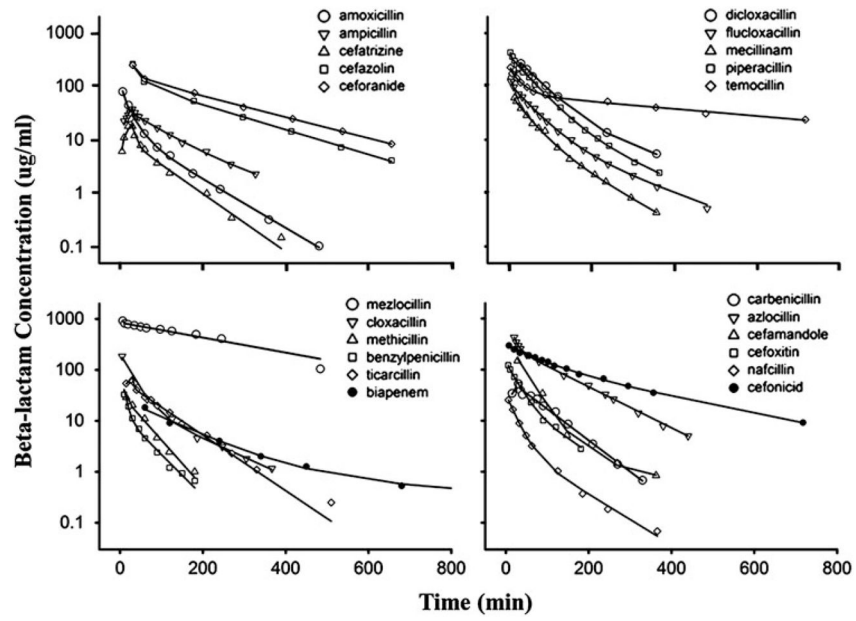 Beta-lactam Concentration (ug/ml)
1000
100
10
1
0.1
amoxicillin
ampicillin
cefatrizine
cefazolin
ceforanide
dicloxacillin
flucloxacillin
mecillinam
piperacillin
temocillin
1000
100
10
1
0.1
0
200
400
600
800
mezlocillin
cloxacillin
methicillin
benzylpenicillin
ticarcillin
biapenem
0
200
400
600
800
carbenicillin
azlocillin
cefamandole
cefoxitin
nafcillin
cefonicid
Time (min)